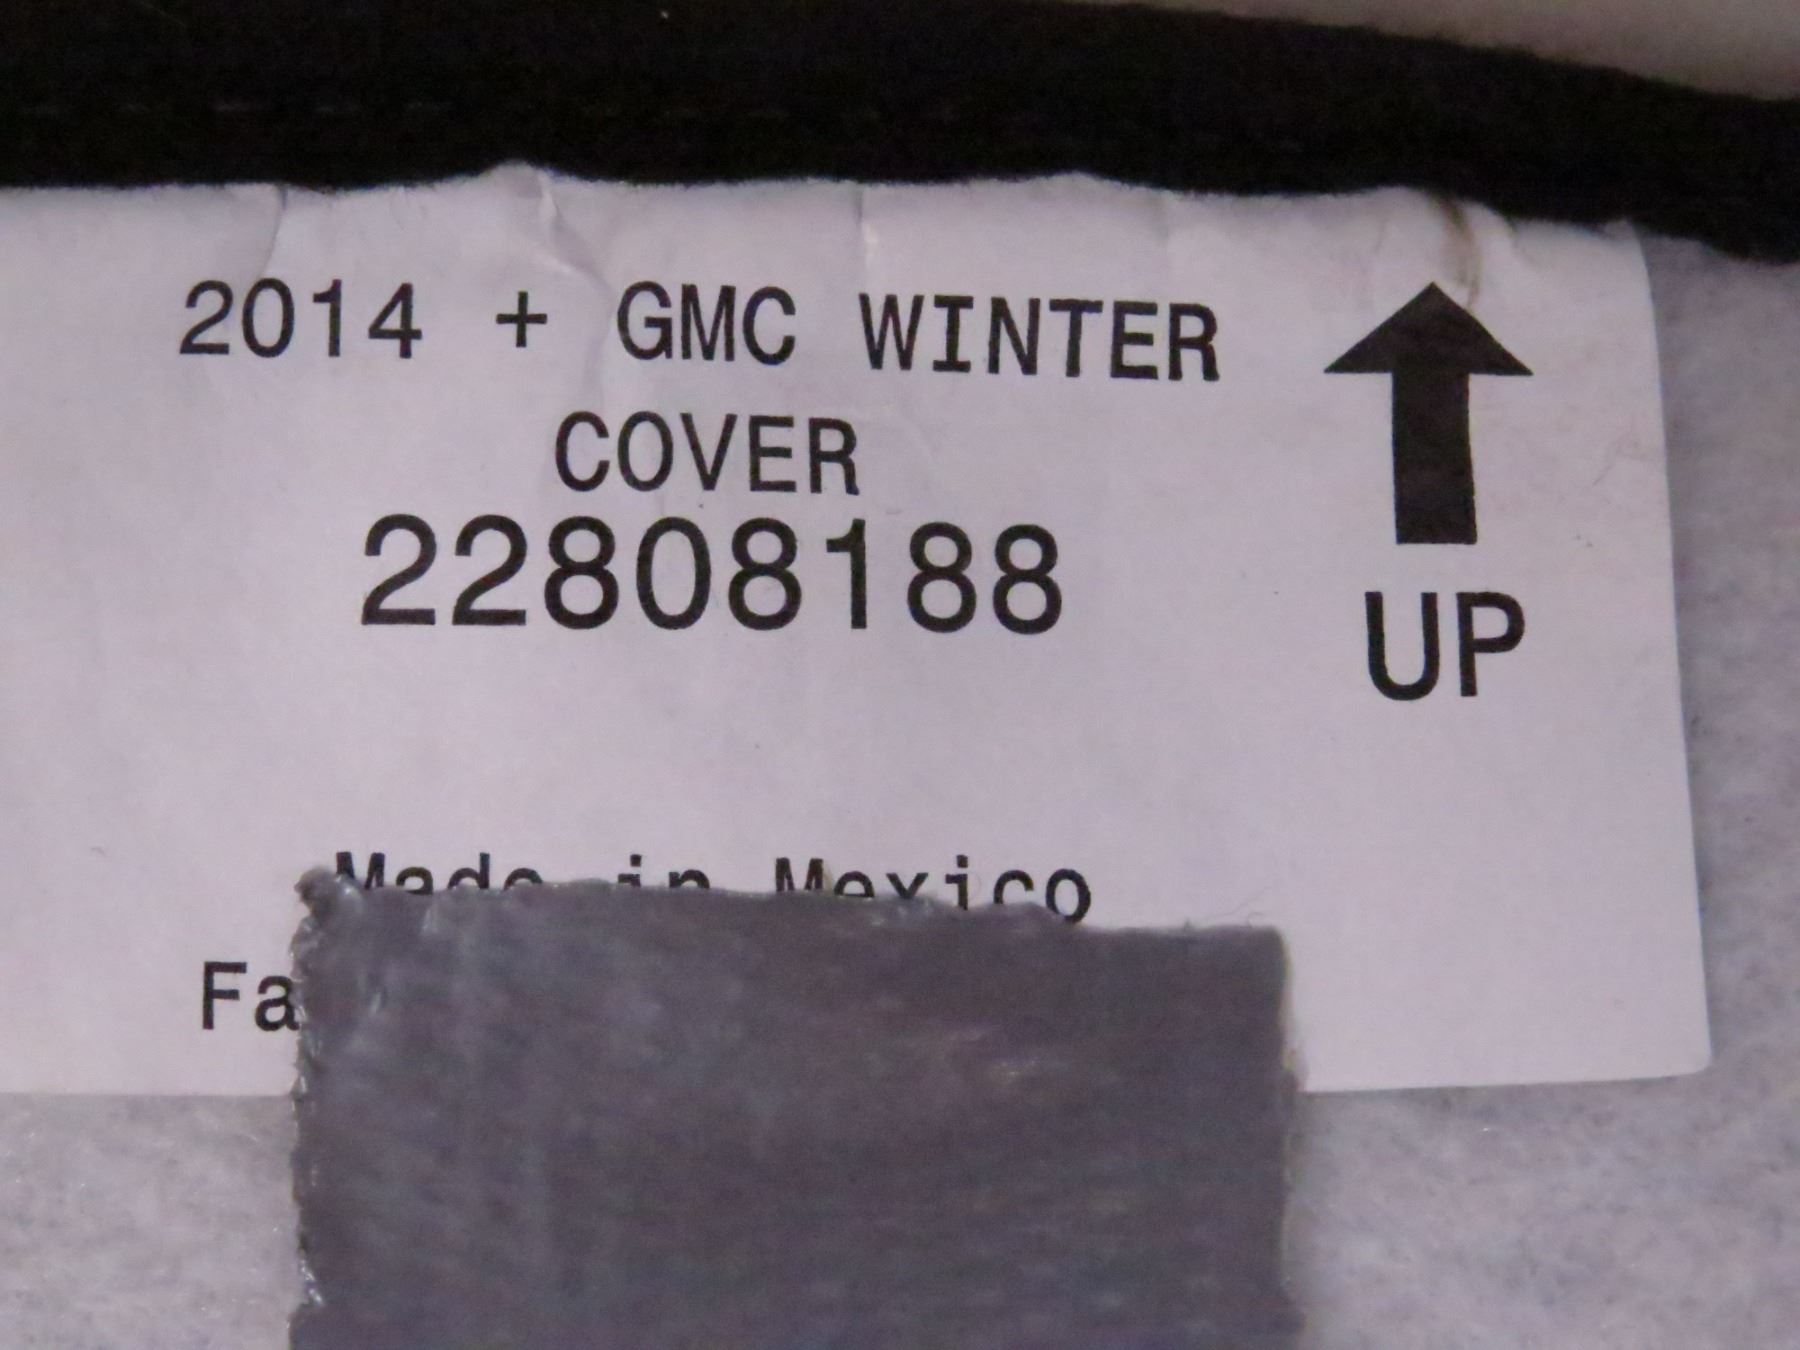 2014 + GMC WINTER
COVER
22808188
UP
Made in Mexico